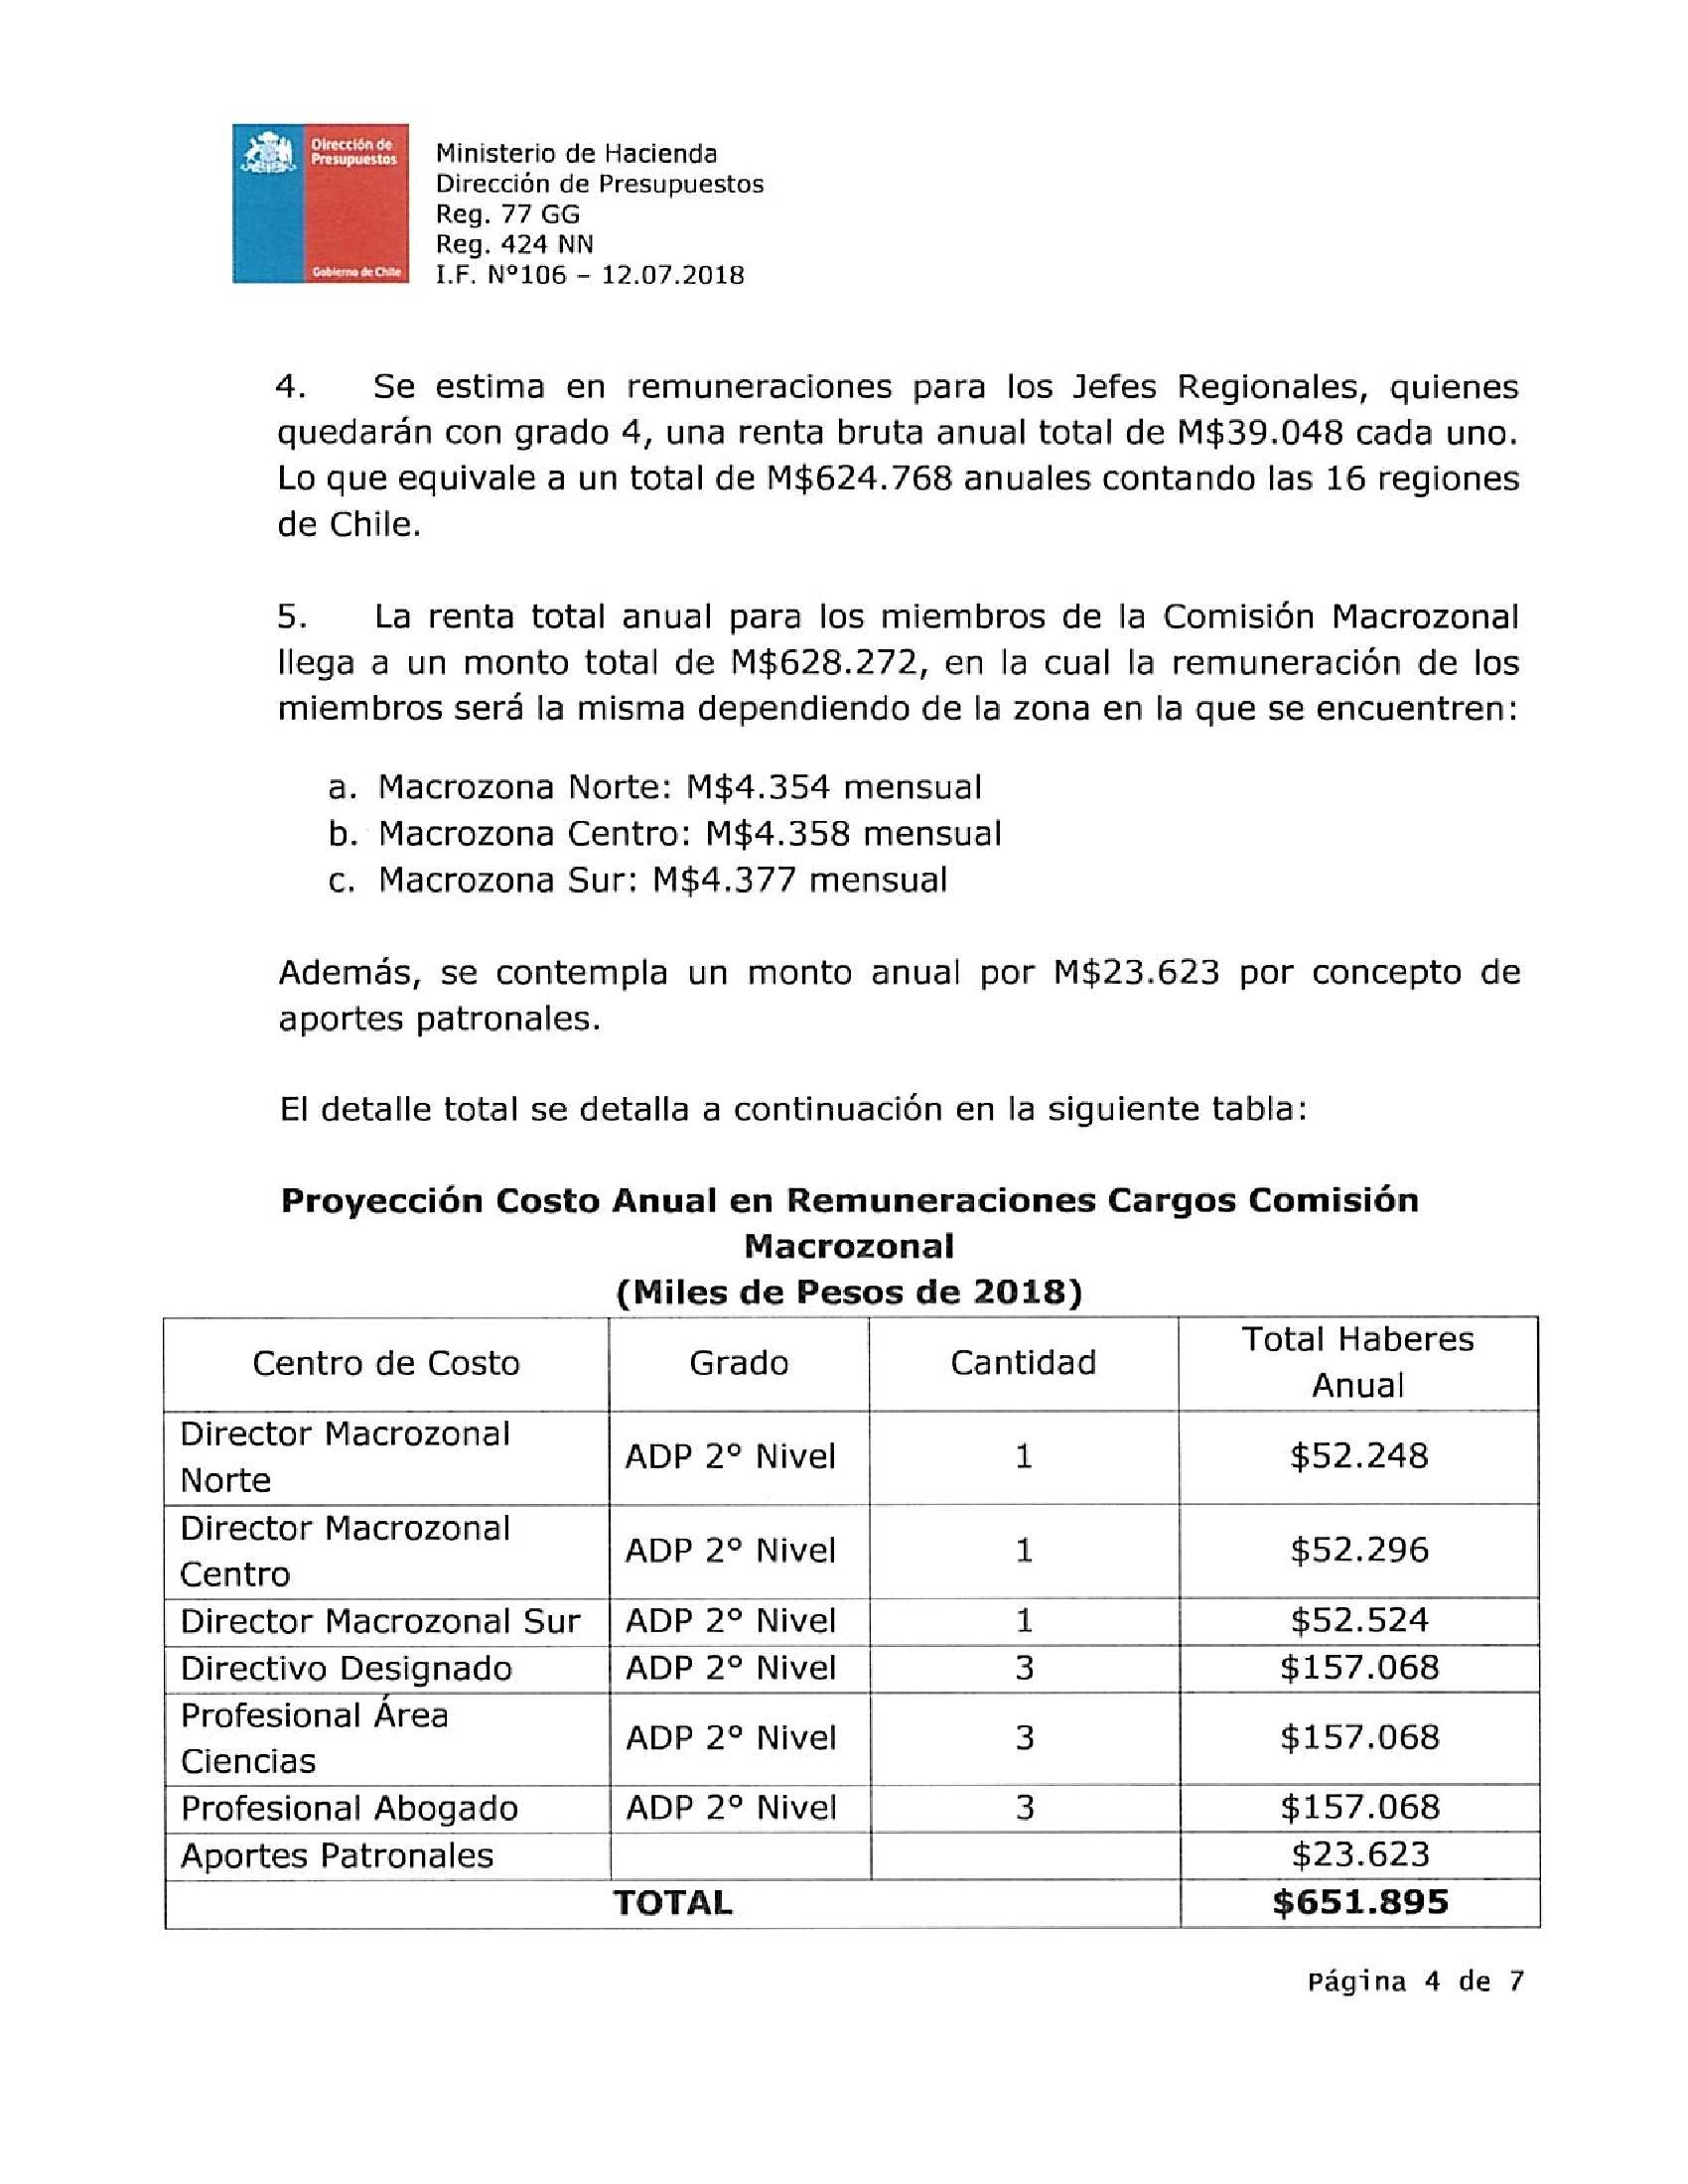 Dirección de
Presupuestos
Gobierno de Chile
Ministerio de Hacienda
Dirección de Presupuestos
Reg. 77 GG
Reg. 424 NN
I.F. Nº106 – 12.07.2018
4. Se estima en remuneraciones para los Jefes Regionales, quienes
quedarán con grado 4, una renta bruta anual total de M$39.048 cada uno.
Lo que equivale a un total de M$624.768 anuales contando las 16 regiones
de Chile.
5. La renta total anual para los miembros de la Comisión Macrozonal
llega a un monto total de M$628.272, en la cual la remuneración de los
miembros será la misma dependiendo de la zona en la que se encuentren:
a. Macrozona Norte: M$4.354 mensual
b. Macrozona Centro: M$4.358 mensual
c. Macrozona Sur: M$4.377 mensual
Además, se contempla un monto anual por M$23.623 por concepto de
aportes patronales.
El detalle total se detalla a continuación en la siguiente tabla:
Proyección Costo Anual en Remuneraciones Cargos Comisión
Macrozonal
(Miles de Pesos de 2018)
Centro de Costo Grado Cantidad Total Haberes
Anual
Director Macrozonal
Norte ADP 2º Nivel 1 $52.248
Director Macrozonal
Centro ADP 2º Nivel 1 $52.296
Director Macrozonal Sur ADP 2º Nivel 1 $52.524
Directivo Designado ADP 2º Nivel 3 $157.068
Profesional Área
Ciencias ADP 2º Nivel 3 $157.068
Profesional Abogado ADP 2º Nivel 3 $157.068
Aportes Patronales $23.623
TOTAL $651.895
Página 4 de 7